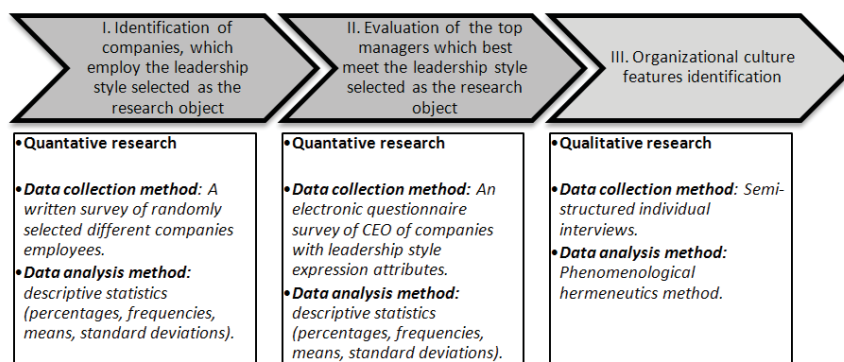 I. Identification of
companies, which
employ the leadership
style selected as the
research object
II. Evaluation of the top
managers which best
meet the leadership style
selected as the research
object
III. Organizational culture
features identification
•Quantative research
•Data collection method: A
written survey of randomly
selected different companies
employees.
•Data analysis method:
descriptive statistics
(percentages, frequencies,
means, standard deviations).
•Quantative research
•Data collection method: An
electronic questionnaire
survey of CEO of companies
with leadership style
expression attributes.
•Data analysis method:
descriptive statistics
(percentages, frequencies,
means, standard deviations).
•Qualitative research
•Data collection method: Semi-
structured individual
interviews.
•Data analysis method:
Phenomenological
hermeneutics method.